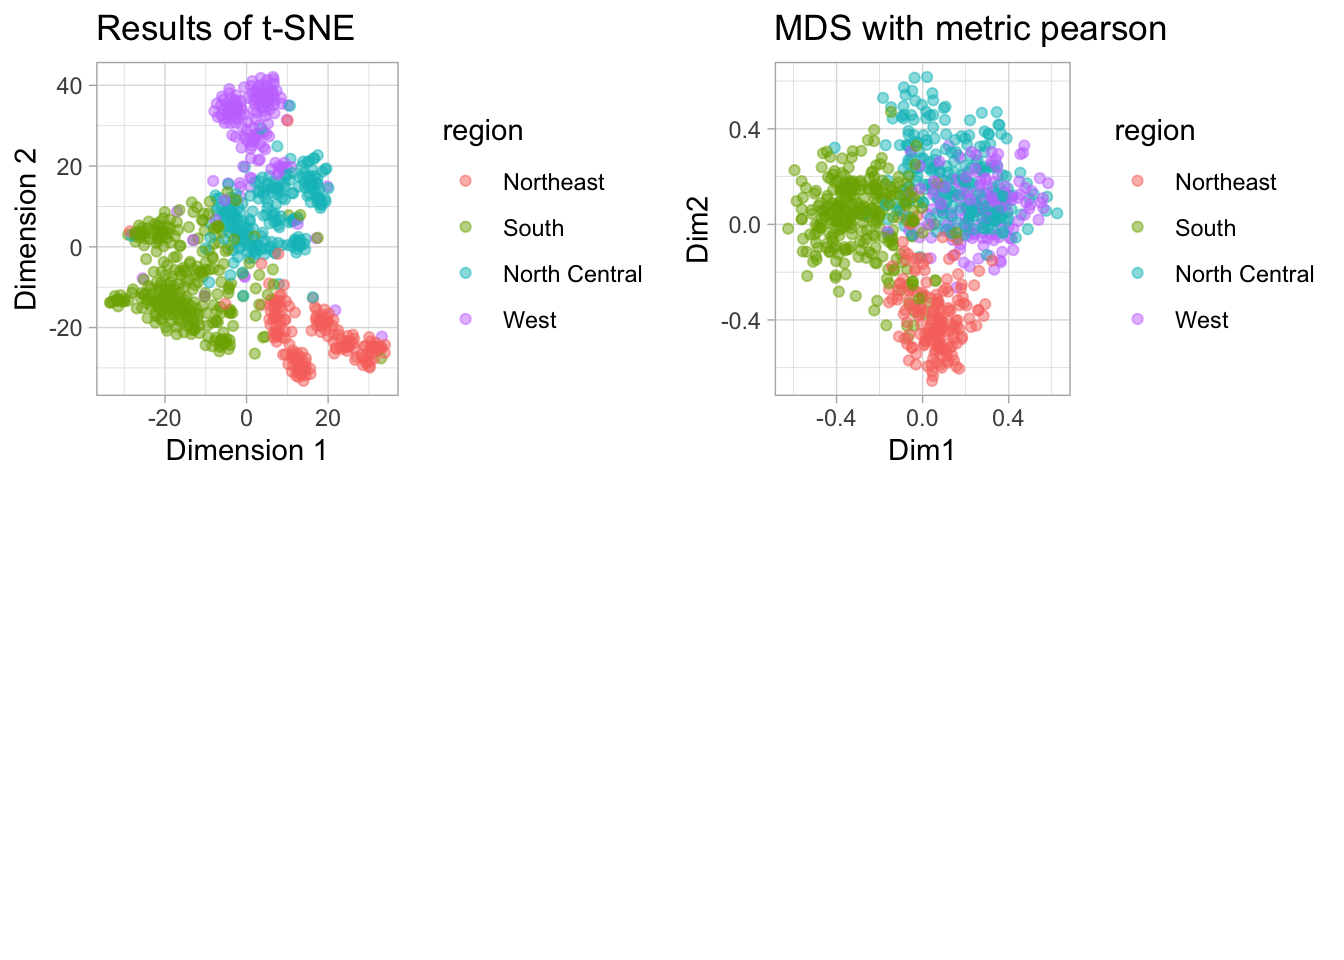 Results of t-SNE
40
20
0
-20
-20
0
20
Dimension 1
Dimension 2
region
Northeast
South
North Central
West
MDS with metric pearson
0.4
0.0
-0.4
-0.4
0.0
0.4
Dim1
Dim2
region
Northeast
South
North Central
West